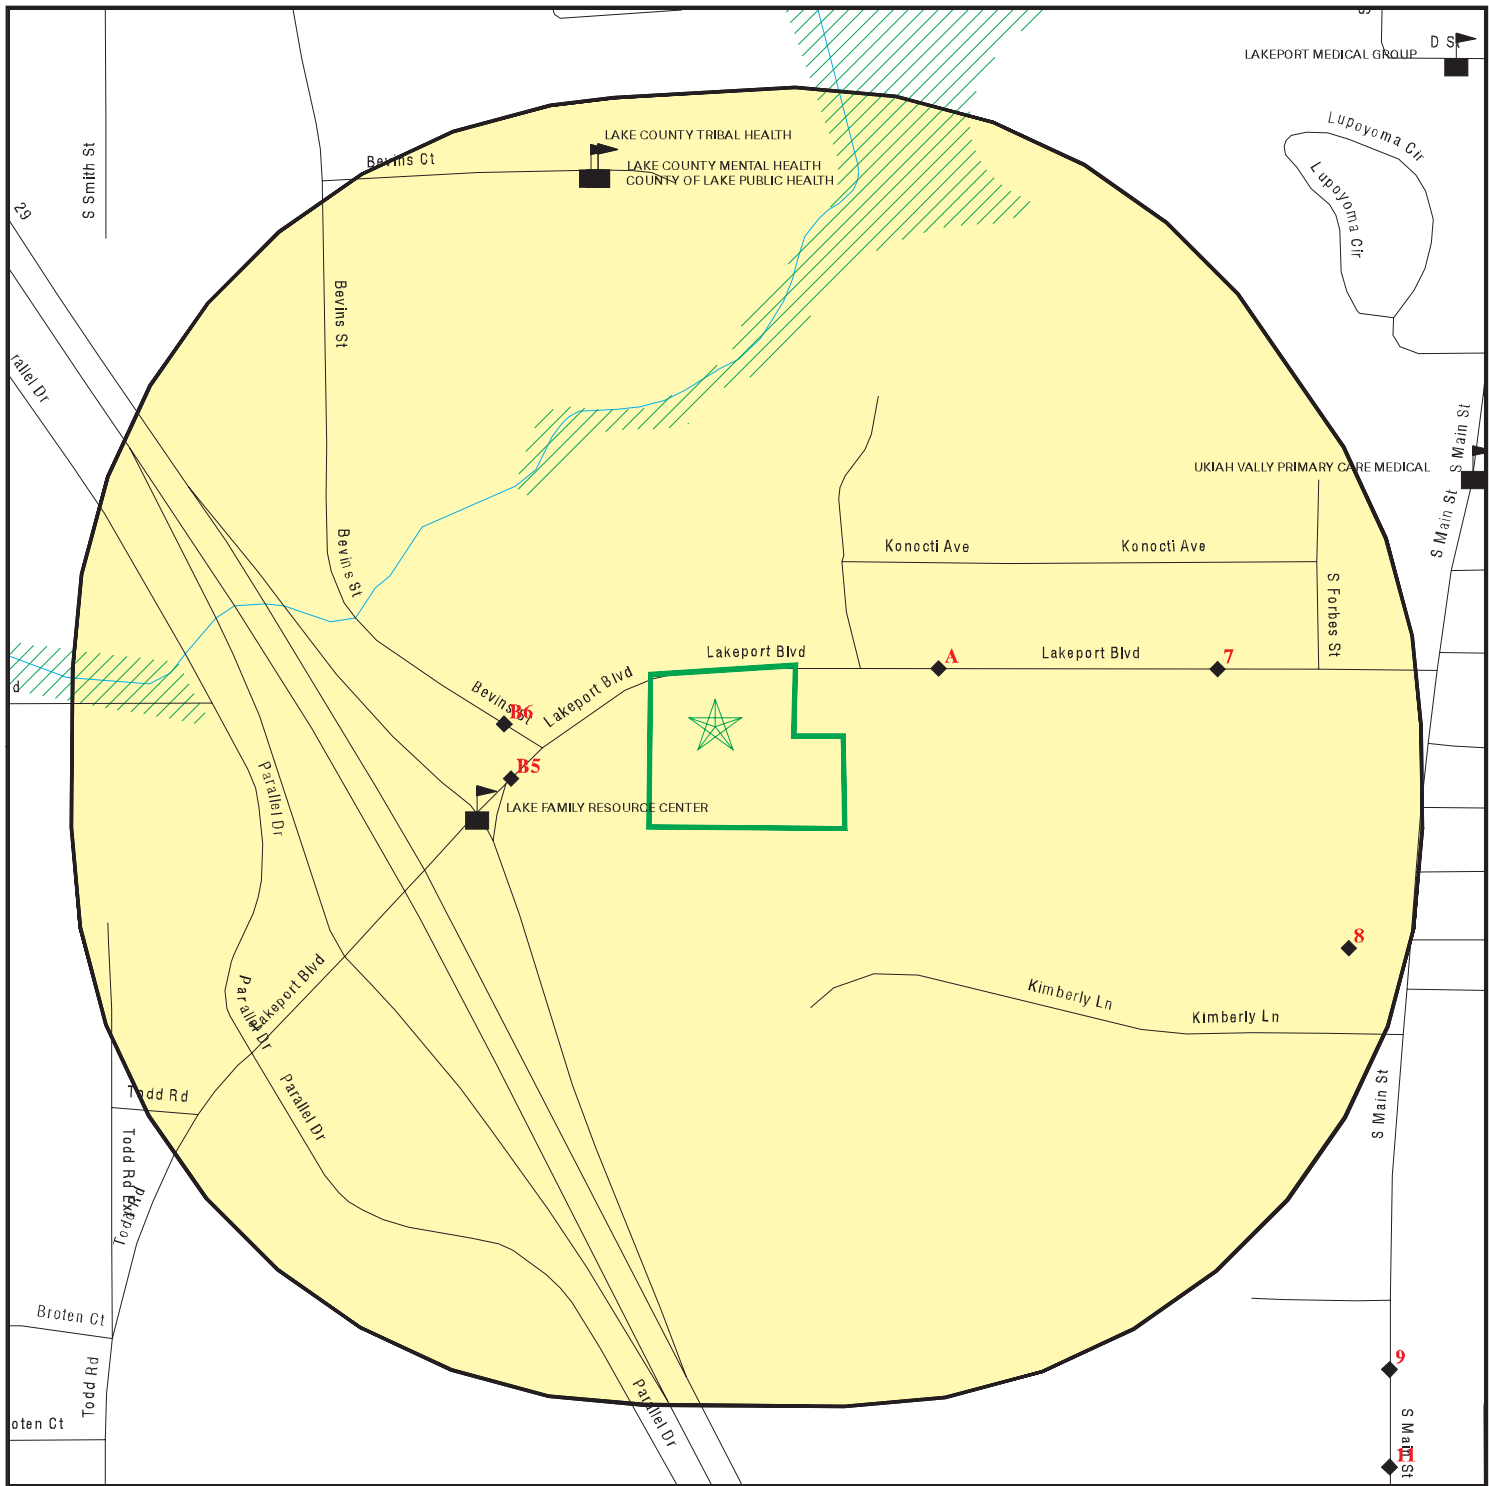 D St
LAKEPORT MEDICAL GROUP
Lupoyoma Cir
Lupoyoma Cir
LAKE COUNTY TRIBAL HEALTH
LAKE COUNTY MENTAL HEALTH
COUNTY OF LAKE PUBLIC HEALTH
Bevins Ct
S Smith St
29
Bevins St
rallel Dr
S Main St
UKIAH VALLY PRIMARY CARE MEDICAL
S Main St
Bevins St
Konocti Ave
Konocti Ave
S Forbes St
Lakeport Blvd
A
Lakeport Blvd
7
d
Bevins St
B6
Lakeport Blvd
B5
LAKE FAMILY RESOURCE CENTER
Parallel Dr
8
Lakeport Blvd
Parallel Dr
Kimberly Ln
Kimberly Ln
Todd Rd
Parallel Dr
S Main St
Todd Rd Ext
Todd Rd
Broten Ct
9
Todd Rd
Parallel Dr
oten Ct
S Main St
11